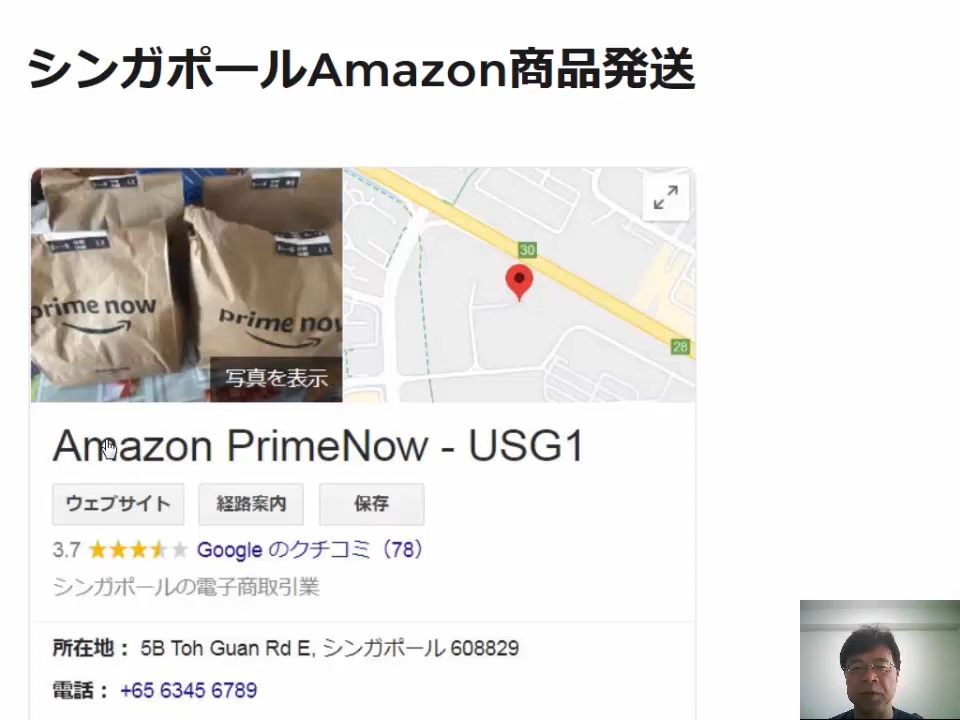 シンガポールAmazon商品発送
30
28
prime now
prime now
写真を表示
Amazon PrimeNow - USG1
ウェブサイト
経路案内
保存
3.7
Google のクチコミ（78）
シンガポールの電子商取引業
所在地： 5B Toh Guan Rd E, シンガポール 608829
電話： +65 6345 6789